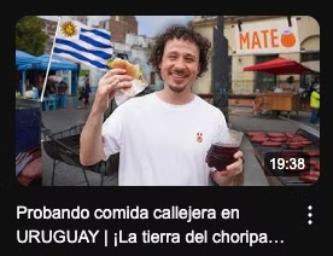 MATE
19:38
Probando comida callejera en
URUGUAY | ¡La tierra del choripa...